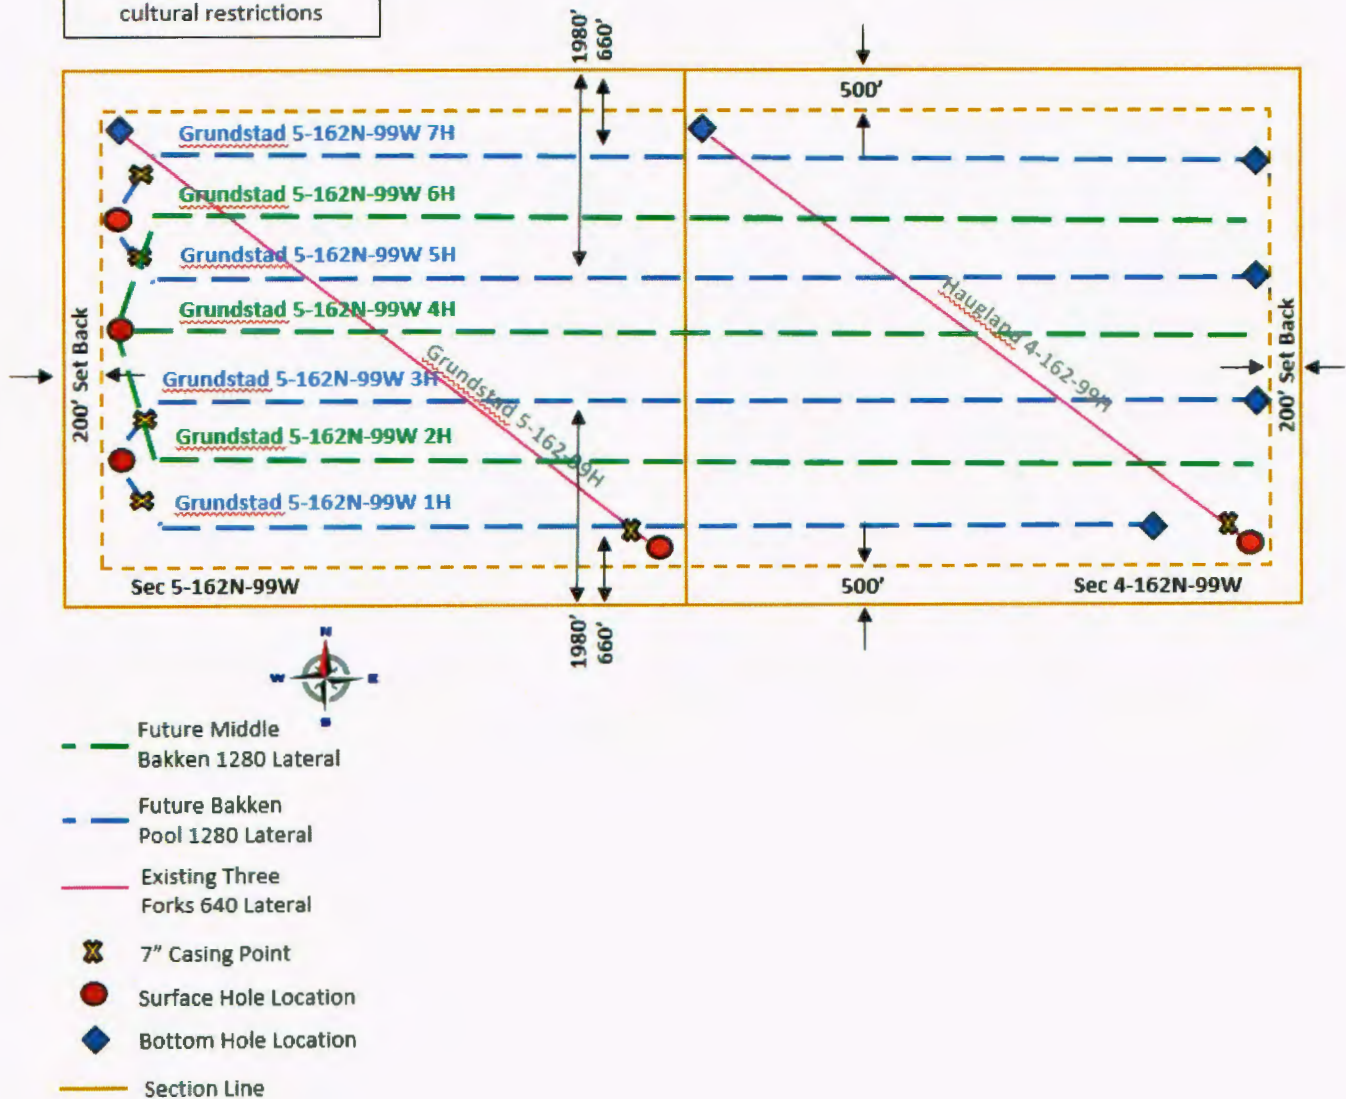 cultural restrictions
1980'
660'
500'
Grundstad 5-162N-99W 7H
Grundstad 5-162N-99W 6H
Grundstad 5-162N-99W 5H
Grundstad 5-162N-99W 4H
Grundstad 5-162N-99W 3H
Grundstad 5-162N-99W 2H
Grundstad 5-162N-99W 1H
Grundstad 5-162-99H
Haugland 4-162-99H
200' Set Back
200' Set Back
Sec 5-162N-99W
500'
Sec 4-162N-99W
1980'
660'
N
W
E
S
Future Middle
Bakken 1280 Lateral
Future Bakken
Pool 1280 Lateral
Existing Three
Forks 640 Lateral
7" Casing Point
Surface Hole Location
Bottom Hole Location
Section Line